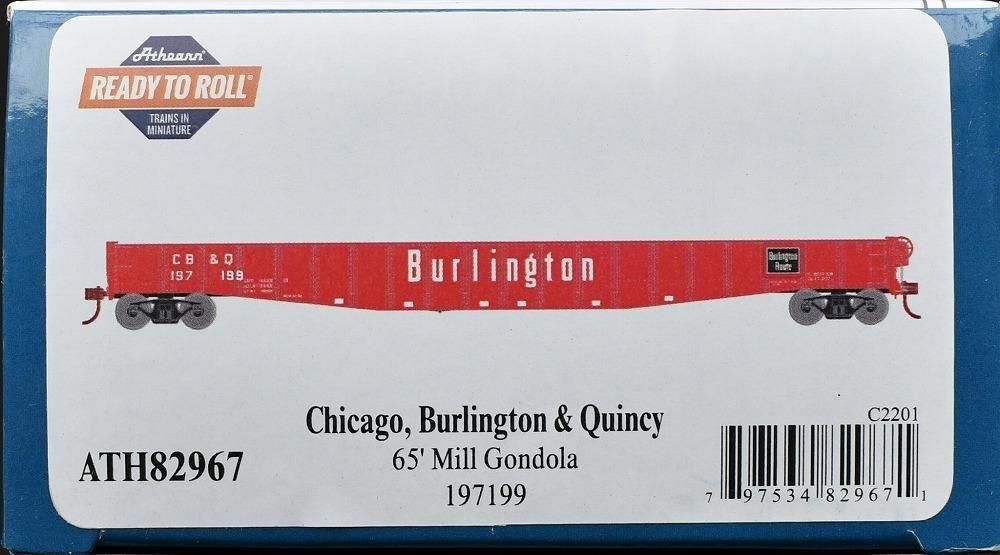 Athearn®
READY TO ROLL®
TRAINS IN
MINIATURE
CB & Q
197 199
Burlington
Burlington
Route
Chicago, Burlington & Quincy
65' Mill Gondola
197199
ATH82967
C2201
7 97534 82967 1